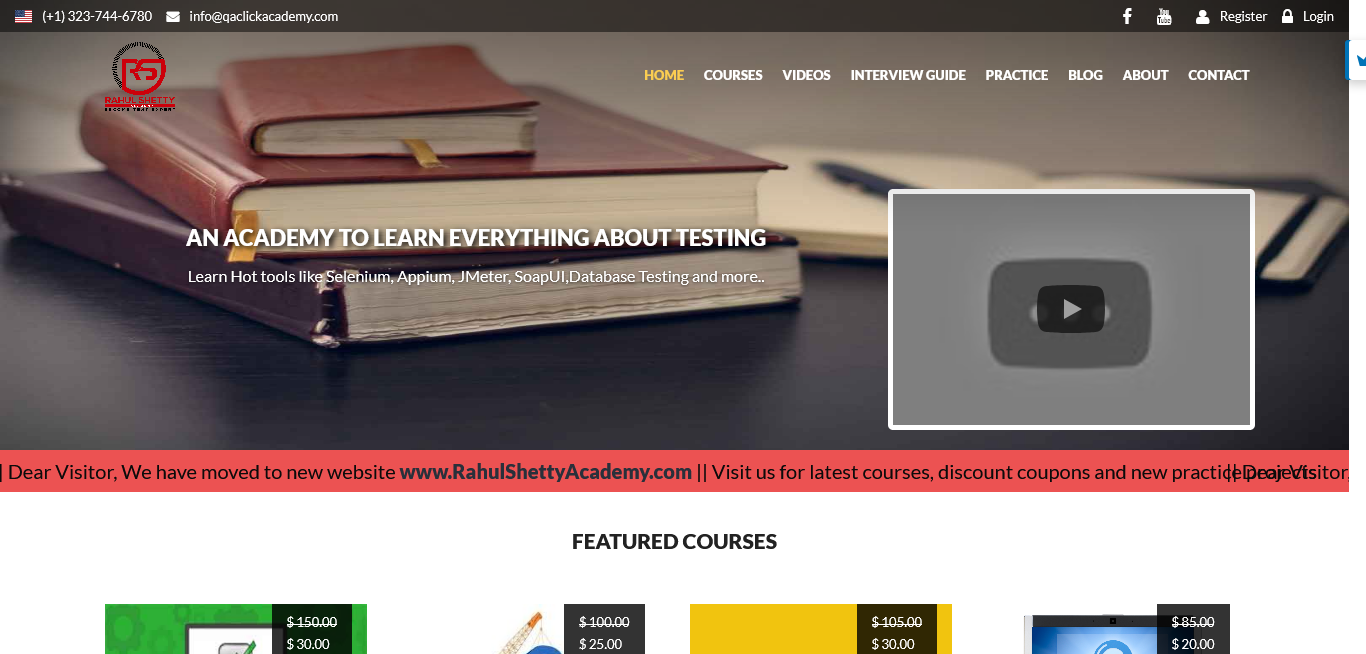 (+1) 323-744-6780 info@qaclickacademy.com Register Login
RS
RAHUL SHETTY
HOME COURSES VIDEOS INTERVIEW GUIDE PRACTICE BLOG ABOUT CONTACT
AN ACADEMY TO LEARN EVERYTHING ABOUT TESTING
Learn Hot tools like Selenium, Appium, JMeter, SoapUI,Database Testing and more..
| Dear Visitor, We have moved to new website www.RahulShettyAcademy.com || Visit us for latest courses, discount coupons and new practice projects || Dear Visitor,
FEATURED COURSES
$ 150.00 $ 100.00 $ 105.00 $ 85.00
$ 30.00 $ 25.00 $ 30.00 $ 20.00